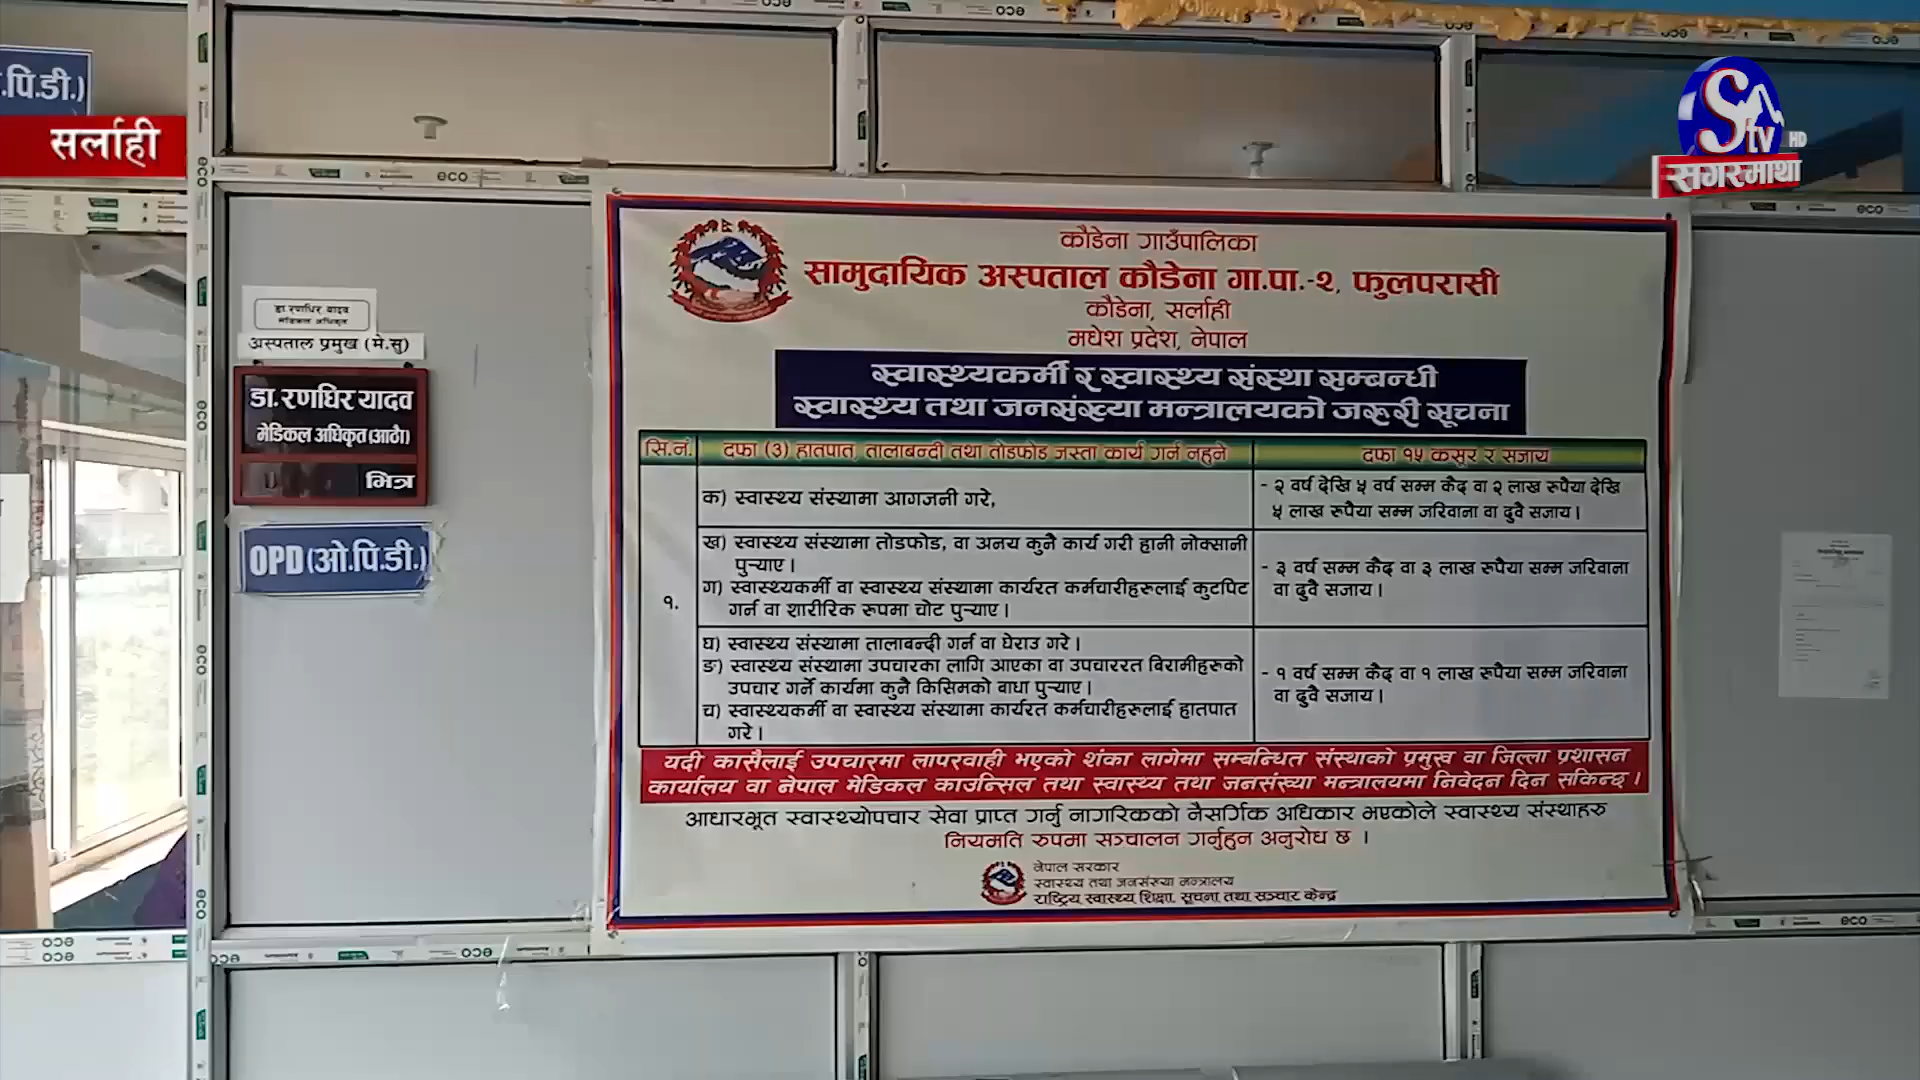 .पि.डी.)
सर्लाही
STV HD
सगरमाथा
डा रणधिर यादव
मेडिकल अधिकृत
अस्पताल प्रमुख (मे.सु)
डा. रणधिर यादव
मेडिकल अधिकृत (आठौ)
भित्र
OPD (ओ.पि.डी.)
कौडेना गाउँपालिका
सामुदायिक अस्पताल कौडेना गा.पा.-२, फुलपरासी
कौडेना, सर्लाही
मधेश प्रदेश, नेपाल
स्वास्थ्यकर्मी र स्वास्थ्य संस्था सम्बन्धी
स्वास्थ्य तथा जनसंख्या मन्त्रालयको जरूरी सूचना
सि.नं. दफा (३) हातपात, तालाबन्दी तथा तोडफोड जस्ता कार्य गर्न नहुने दफा १५ कसूर र सजाय
१.
क) स्वास्थ्य संस्थामा आगजनी गरे,
- २ वर्ष देखि ५ वर्ष सम्म कैद वा २ लाख रूपैया देखि
५ लाख रूपैया सम्म जरिवाना वा दुवै सजाय ।
ख) स्वास्थ्य संस्थामा तोडफोड, वा अनय कुनै कार्य गरी हानी नोक्सानी
पुऱ्याए ।
ग) स्वास्थ्यकर्मी वा स्वास्थ्य संस्थामा कार्यरत कर्मचारीहरूलाई कुटपिट
गर्न वा शारीरिक रूपमा चोट पुऱ्याए ।
- ३ वर्ष सम्म कैद वा ३ लाख रूपैया सम्म जरिवाना
वा दुवै सजाय ।
घ) स्वास्थ्य संस्थामा तालाबन्दी गर्न वा घेराउ गरे ।
ङ) स्वास्थ्य संस्थामा उपचारका लागि आएका वा उपचाररत बिरामीहरूको
उपचार गर्ने कार्यमा कुनै किसिमको बाधा पुऱ्याए ।
च) स्वास्थ्यकर्मी वा स्वास्थ्य संस्थामा कार्यरत कर्मचारीहरूलाई हातपात
गरे ।
- १ वर्ष सम्म कैद वा १ लाख रूपैया सम्म जरिवाना
वा दुवै सजाय ।
यदी कासैलाई उपचारमा लापरवाही भएको शंका लागेमा सम्बन्धित संस्थाको प्रमुख वा जिल्ला प्रशासन
कार्यालय वा नेपाल मेडिकल काउन्सिल तथा स्वास्थ्य तथा जनसंख्या मन्त्रालयमा निवेदन दिन सकिन्छ ।
आधारभूत स्वास्थ्योपचार सेवा प्राप्त गर्नु नागरिकको नैसर्गिक अधिकार भएकोले स्वास्थ्य संस्थाहरु
नियमति रुपमा सञ्चालन गर्नुहुन अनुरोध छ ।
नेपाल सरकार
स्वास्थ्य तथा जनसंख्या मन्त्रालय
राष्ट्रिय स्वास्थ्य शिक्षा, सूचना तथा सञ्चार केन्द्र